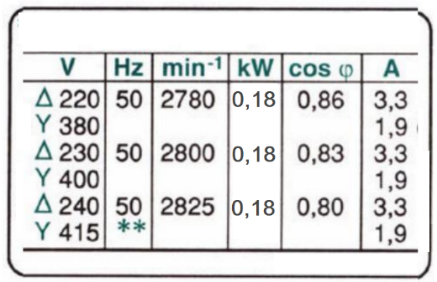 V Hz min-1 kW cos φ A
Δ 220 50 2780 0,18 0,86 3,3
Y 380 1,9
Δ 230 50 2800 0,18 0,83 3,3
Y 400 1,9
Δ 240 50 2825 0,18 0,80 3,3
Y 415 ** 1,9